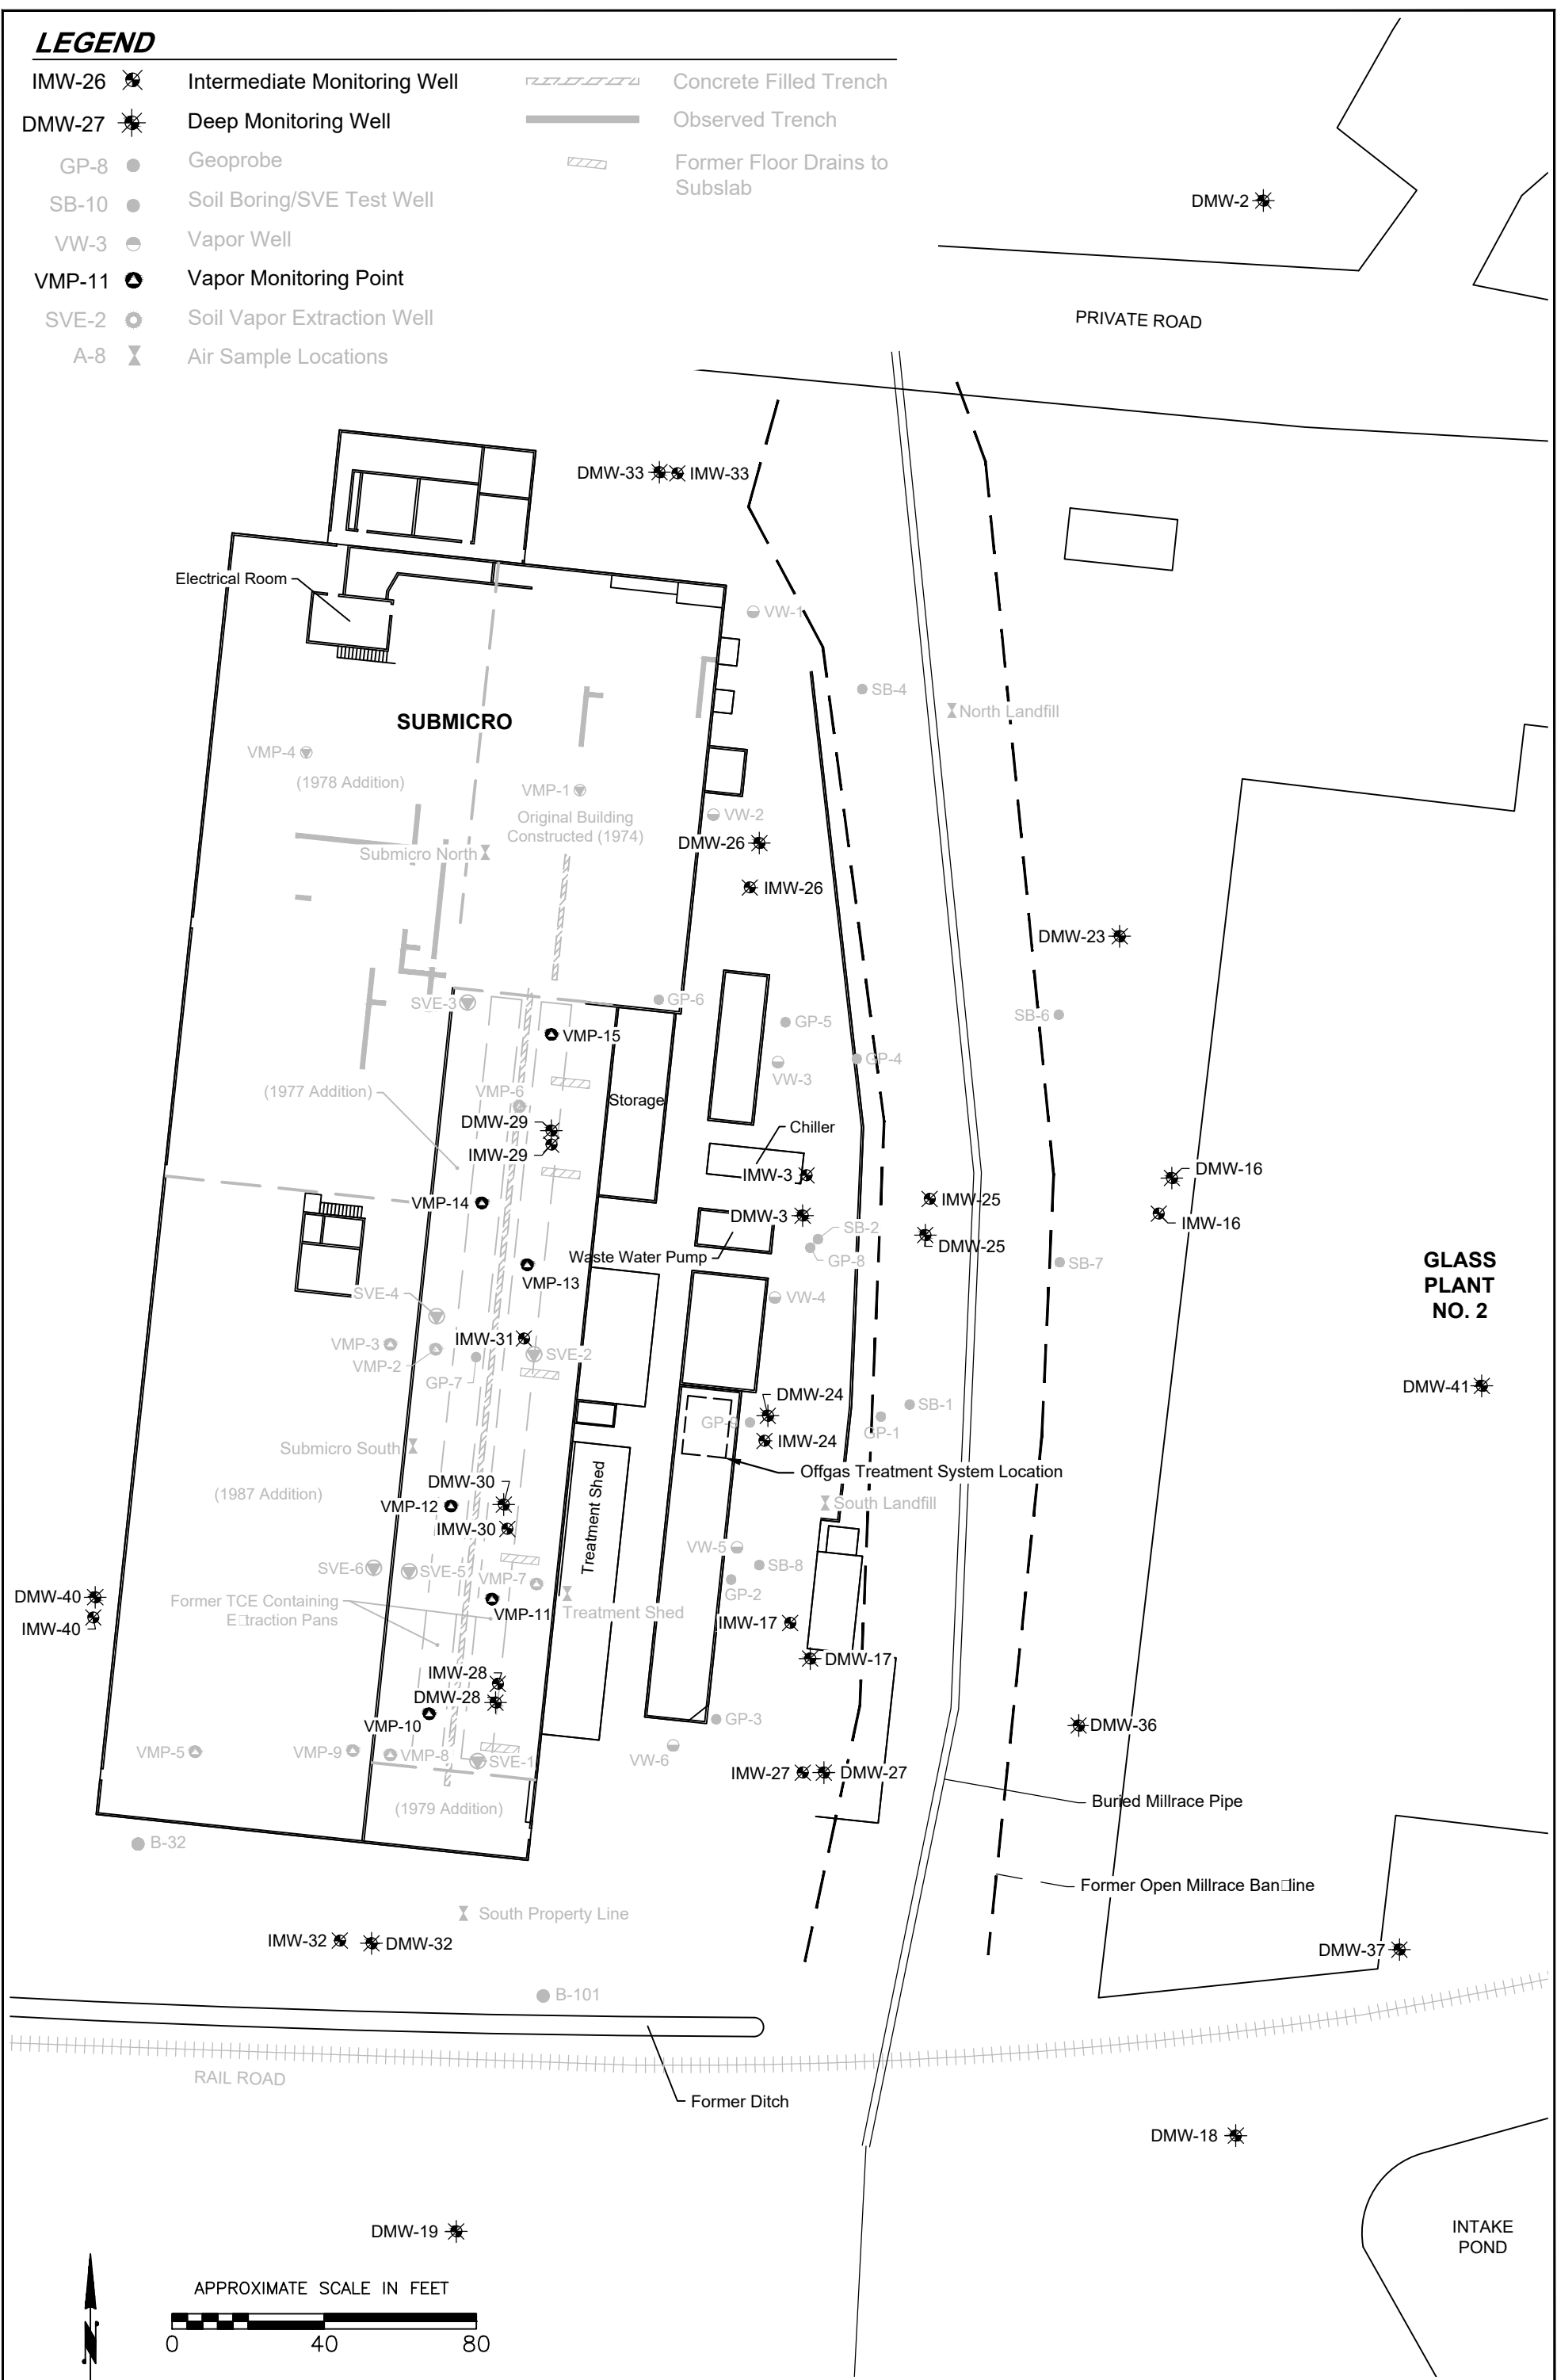 LEGEND
IMW-26 Intermediate Monitoring Well
DMW-27 Deep Monitoring Well
GP-8 Geoprobe
SB-10 Soil Boring/SVE Test Well
VW-3 Vapor Well
VMP-11 Vapor Monitoring Point
SVE-2 Soil Vapor Extraction Well
A-8 Air Sample Locations
Concrete Filled Trench
Observed Trench
Former Floor Drains to
Subslab
DMW-2
PRIVATE ROAD
DMW-33 IMW-33
Electrical Room
VW-1
SB-4
North Landfill
SUBMICRO
VMP-4
(1978 Addition)
VMP-1
Original Building
Constructed (1974)
VW-2
DMW-26
Submicro North
IMW-26
DMW-23
SVE-3
GP-6
GP-5
SB-6
VMP-15
GP-4
VW-3
(1977 Addition)
VMP-6
Storage
DMW-29
IMW-29
Chiller
IMW-3
DMW-16
IMW-16
VMP-14
IMW-25
DMW-3
SB-2
DMW-25
Waste Water Pump
GP-8
SB-7
VMP-13
GLASS
PLANT
NO. 2
SVE-4
VW-4
VMP-3
IMW-31
VMP-2
SVE-2
GP-7
DMW-41
DMW-24
SB-1
GP-9
GP-1
IMW-24
Submicro South
Offgas Treatment System Location
DMW-30
(1987 Addition)
VMP-12
South Landfill
IMW-30
Treatment Shed
VW-5
SVE-6
SVE-5
VMP-7
SB-8
GP-2
DMW-40
IMW-40
Former TCE Containing
E□traction Pans
VMP-11
Treatment Shed
IMW-17
DMW-17
IMW-28
DMW-28
VMP-10
GP-3
DMW-36
VMP-5
VMP-9
VMP-8
SVE-1
VW-6
IMW-27
DMW-27
Buried Millrace Pipe
(1979 Addition)
B-32
Former Open Millrace Ban□line
South Property Line
IMW-32
DMW-32
DMW-37
B-101
RAIL ROAD
Former Ditch
DMW-18
DMW-19
INTAKE
POND
APPROXIMATE SCALE IN FEET
0 40 80
N